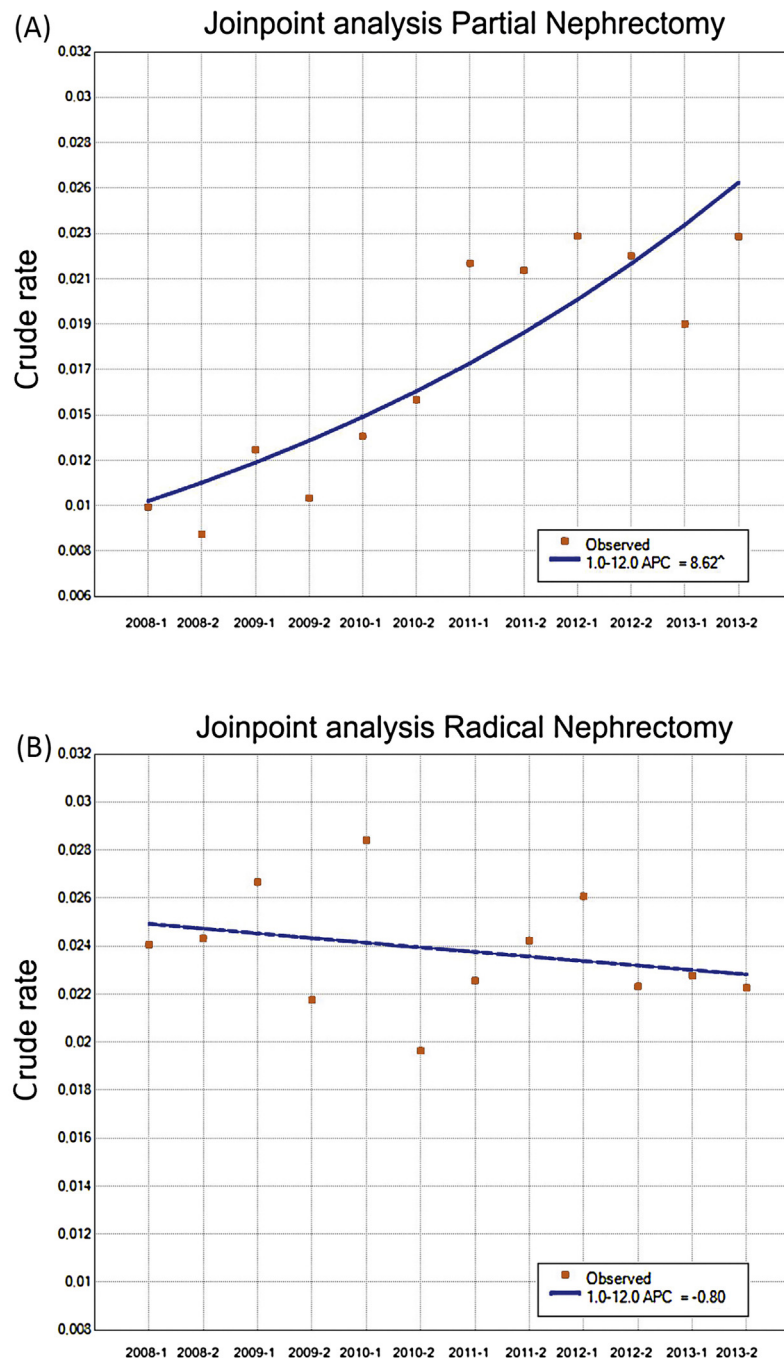 (A)
Joinpoint analysis Partial Nephrectomy
0.032
0.03
0.028
0.026
0.023
0.021
0.019
0.017
0.015
0.012
0.01
0.008
0.006
Crude rate
Observed
1.0-12.0 APC = 8.62^
2008-1 2008-2 2009-1 2009-2 2010-1 2010-2 2011-1 2011-2 2012-1 2012-2 2013-1 2013-2
(B)
Joinpoint analysis Radical Nephrectomy
0.032
0.03
0.028
0.026
0.024
0.022
0.02
0.018
0.016
0.014
0.012
0.01
0.008
Crude rate
Observed
1.0-12.0 APC = -0.80
2008-1 2008-2 2009-1 2009-2 2010-1 2010-2 2011-1 2011-2 2012-1 2012-2 2013-1 2013-2